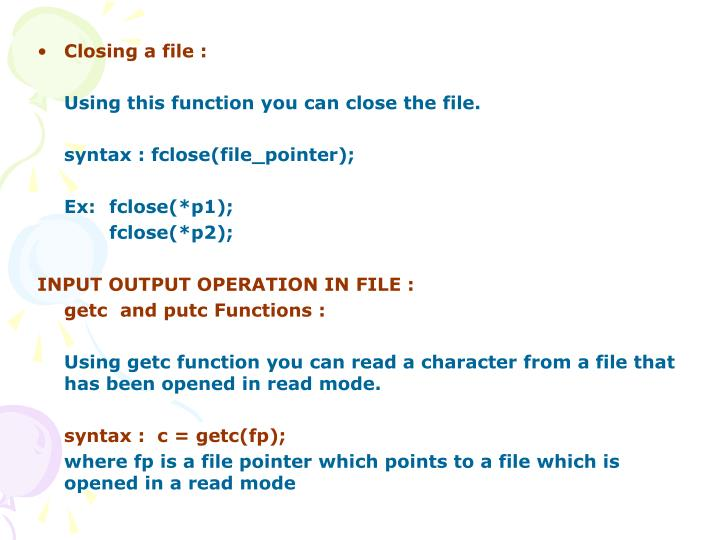 • Closing a file :
Using this function you can close the file.
syntax : fclose(file_pointer);
Ex:  fclose(*p1);
fclose(*p2);
INPUT OUTPUT OPERATION IN FILE :
getc  and putc Functions :
Using getc function you can read a character from a file that
has been opened in read mode.
syntax :  c = getc(fp);
where fp is a file pointer which points to a file which is
opened in a read mode